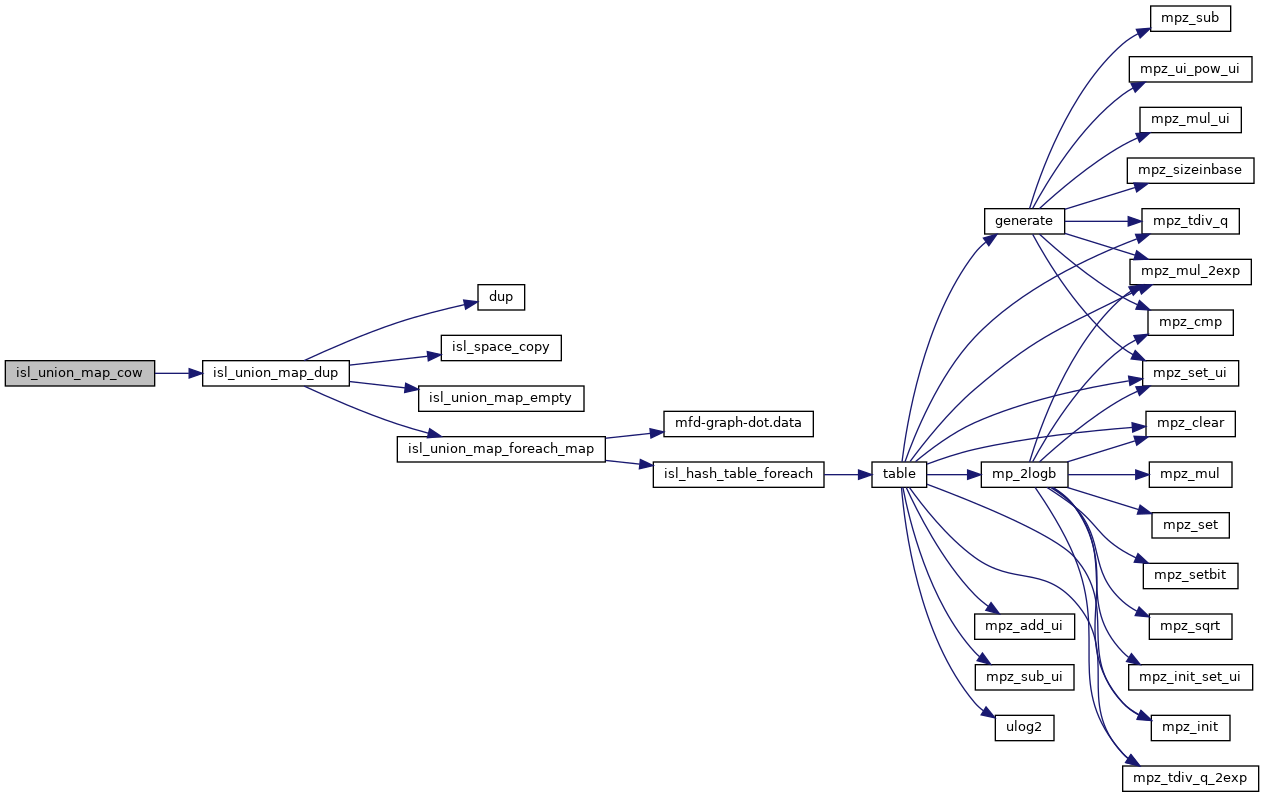 isl_union_map_cow
isl_union_map_dup
dup
isl_space_copy
isl_union_map_empty
isl_union_map_foreach_map
mfd-graph-dot.data
isl_hash_table_foreach
table
generate
mp_2logb
mpz_add_ui
mpz_sub_ui
ulog2
mpz_sub
mpz_ui_pow_ui
mpz_mul_ui
mpz_sizeinbase
mpz_tdiv_q
mpz_mul_2exp
mpz_cmp
mpz_set_ui
mpz_clear
mpz_mul
mpz_set
mpz_setbit
mpz_sqrt
mpz_init_set_ui
mpz_init
mpz_tdiv_q_2exp